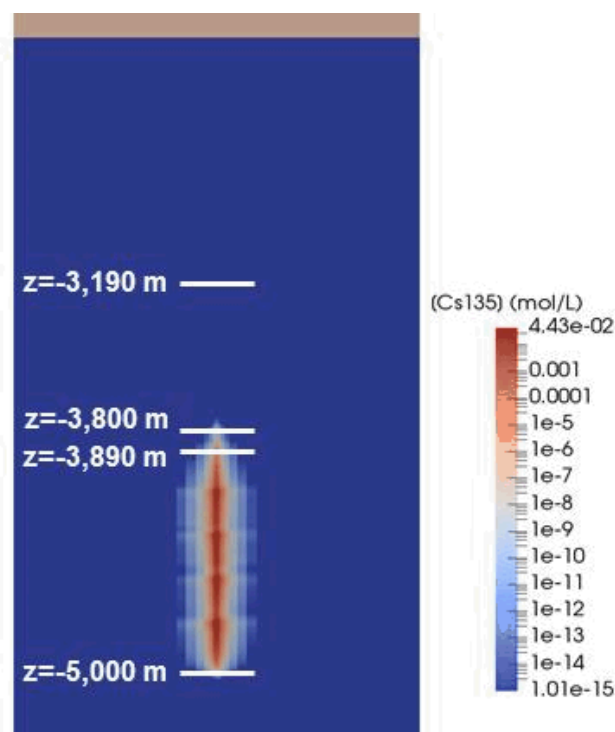 z=-3,190 m
z=-3,800 m
z=-3,890 m
z=-5,000 m
[Cs135] (mol/L)
4.43e-02
0.001
0.0001
1e-5
1e-6
1e-7
1e-8
1e-9
1e-10
1e-11
1e-12
1e-13
1e-14
1.01e-15